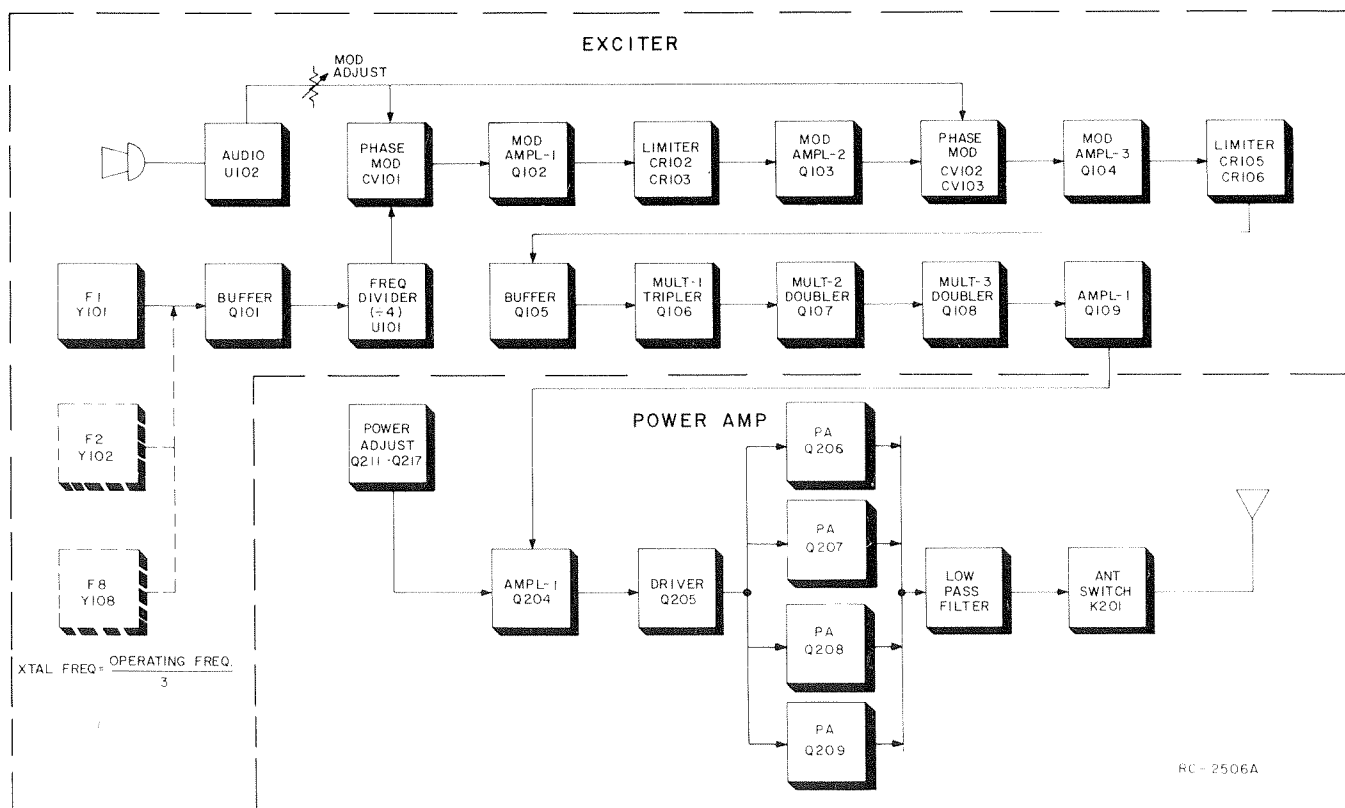 EXCITER
MOD
ADJUST
AUDIO
U102
PHASE
MOD
CV101
MOD
AMPL-1
Q102
LIMITER
CR102
CR103
MOD
AMPL-2
Q103
PHASE
MOD
CV102
CV103
MOD
AMPL-3
Q104
LIMITER
CR105
CR106
F1
Y101
BUFFER
Q101
FREQ
DIVIDER
(÷4)
U101
BUFFER
Q105
MULT-1
TRIPLER
Q106
MULT-2
DOUBLER
Q107
MULT-3
DOUBLER
Q108
AMPL-1
Q109
F2
Y102
F8
Y108
XTAL FREQ= OPERATING FREQ.
3
POWER AMP
POWER
ADJUST
Q211-Q217
AMPL-1
Q204
DRIVER
Q205
PA
Q206
PA
Q207
PA
Q208
PA
Q209
LOW
PASS
FILTER
ANT
SWITCH
K201
RC-2506A